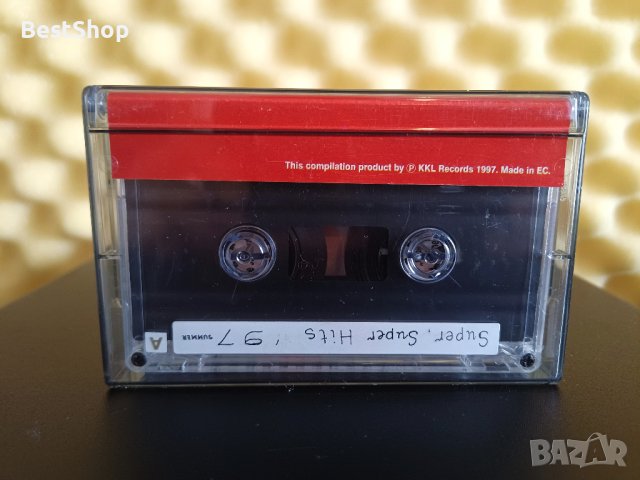 BestShop
This compilation product by Ⓟ KKL Records 1997. Made in EC.
Super, Super Hits '97
SUMMER
A
BAZAR